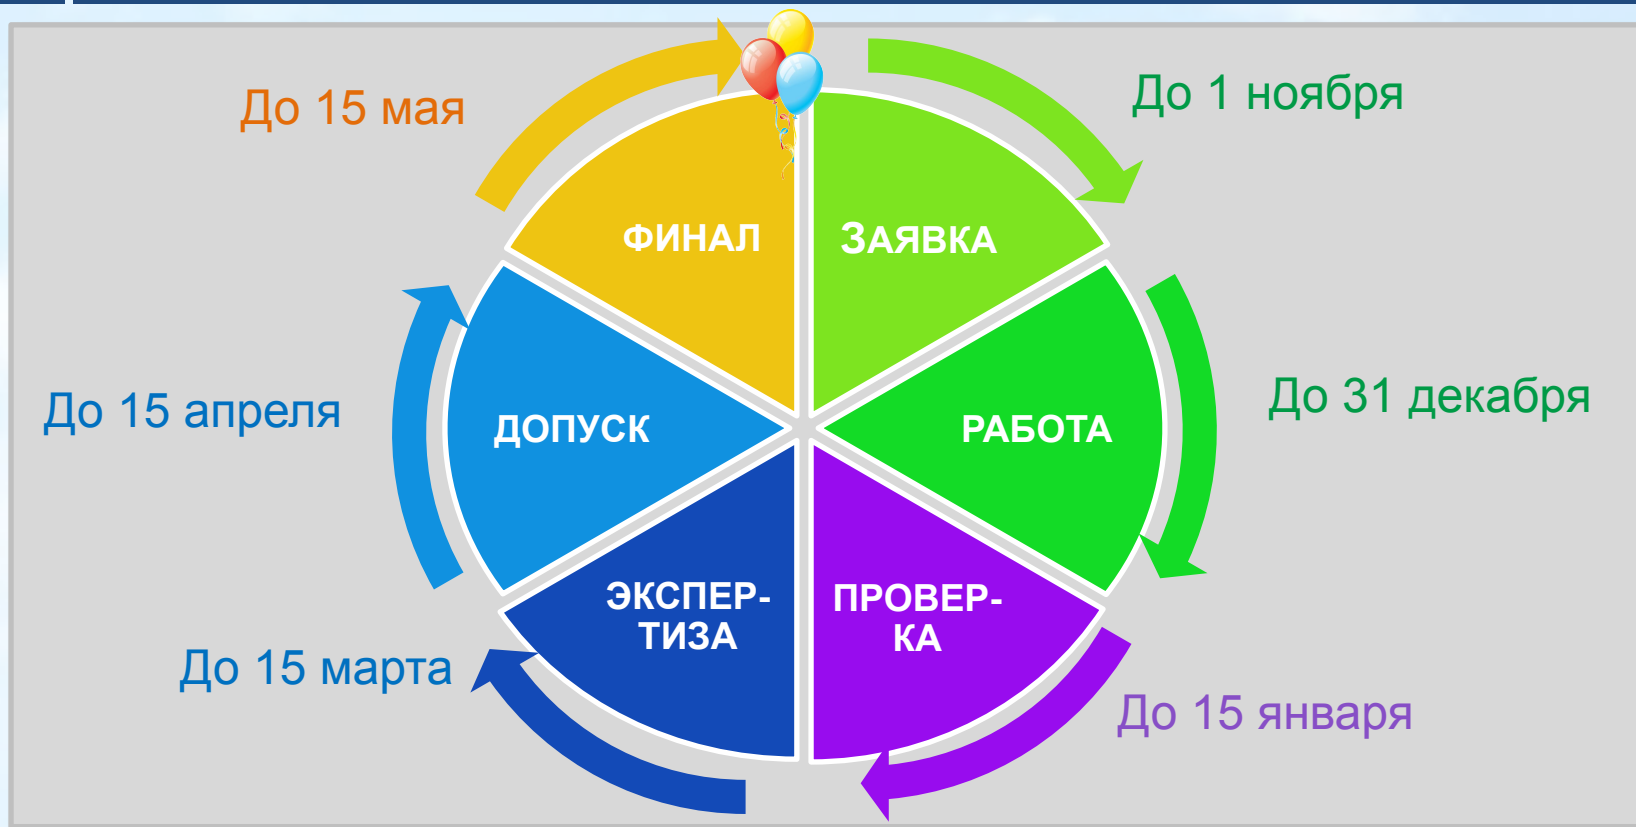 До 1 ноября
ЗАЯВКА
До 31 декабря
РАБОТА
До 15 января
ПРОВЕР-
КА
До 15 марта
ЭКСПЕР-
ТИЗА
До 15 апреля
ДОПУСК
До 15 мая
ФИНАЛ